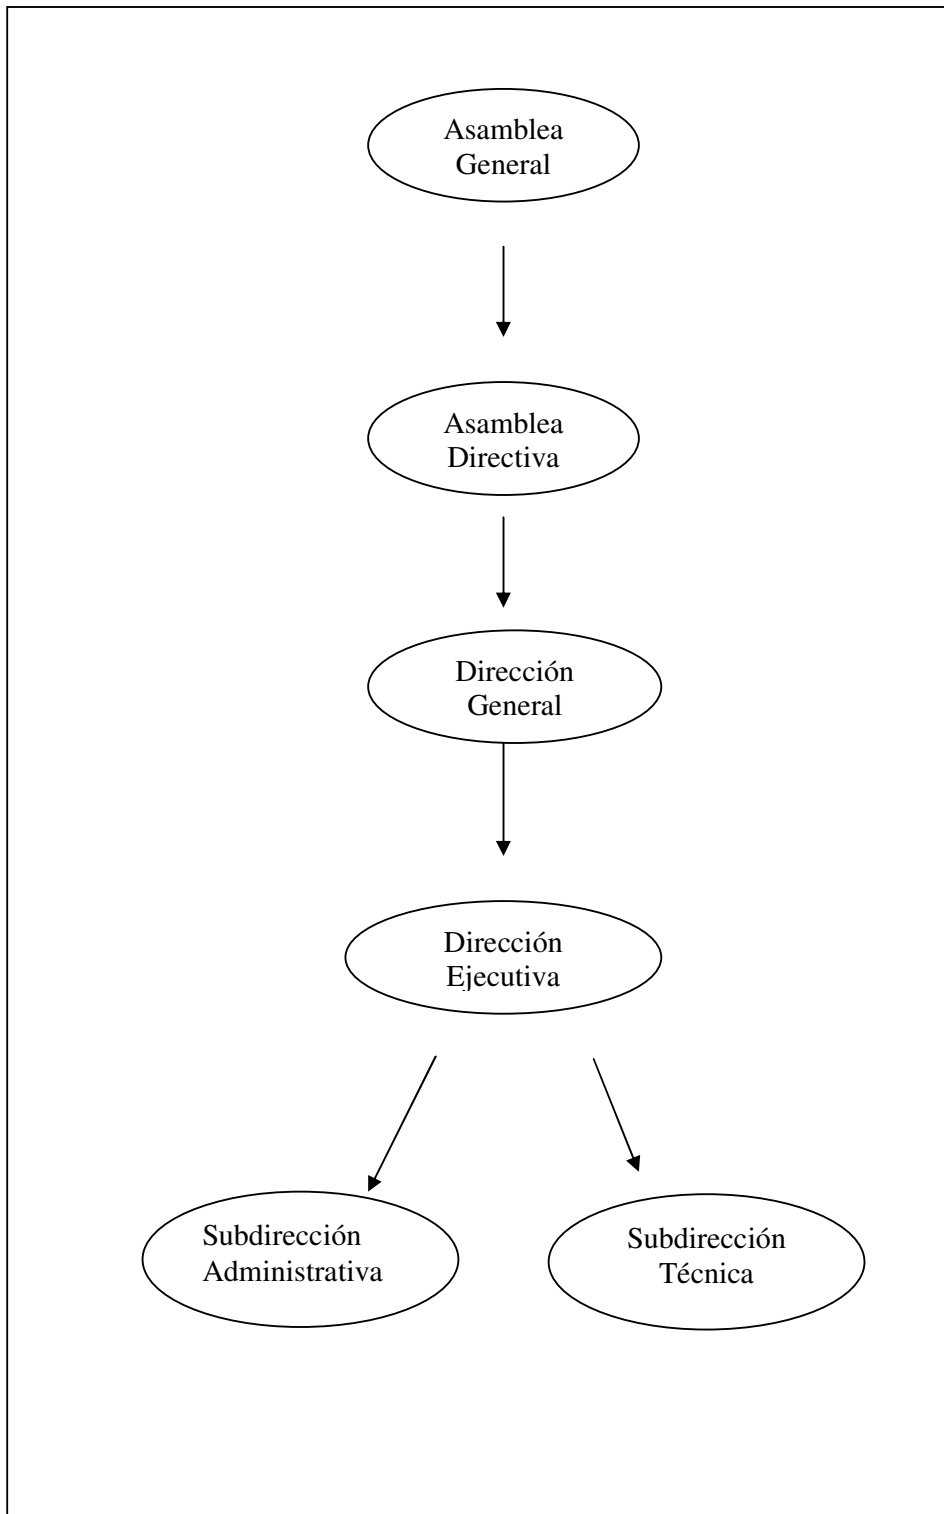 Asamblea
General
Asamblea
Directiva
Dirección
General
Dirección
Ejecutiva
Subdirección
Administrativa
Subdirección
Técnica